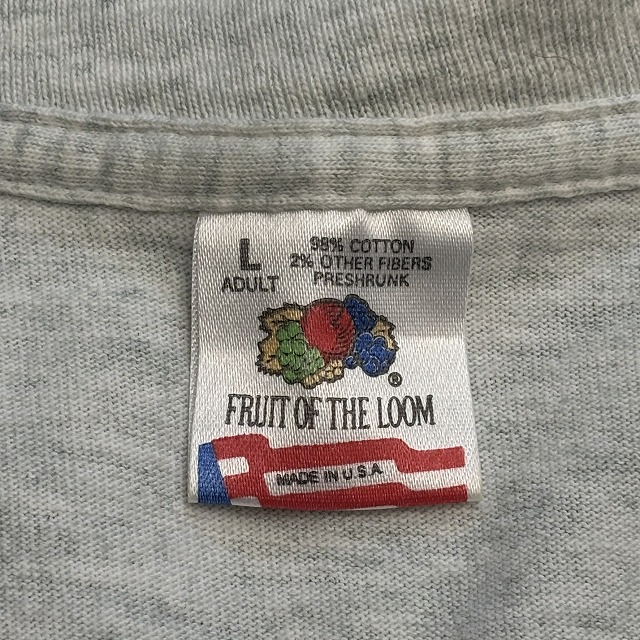 L
ADULT
98% COTTON
2% OTHER FIBERS
PRESHRUNK
®
FRUIT OF THE LOOM
MADE IN U.S.A.